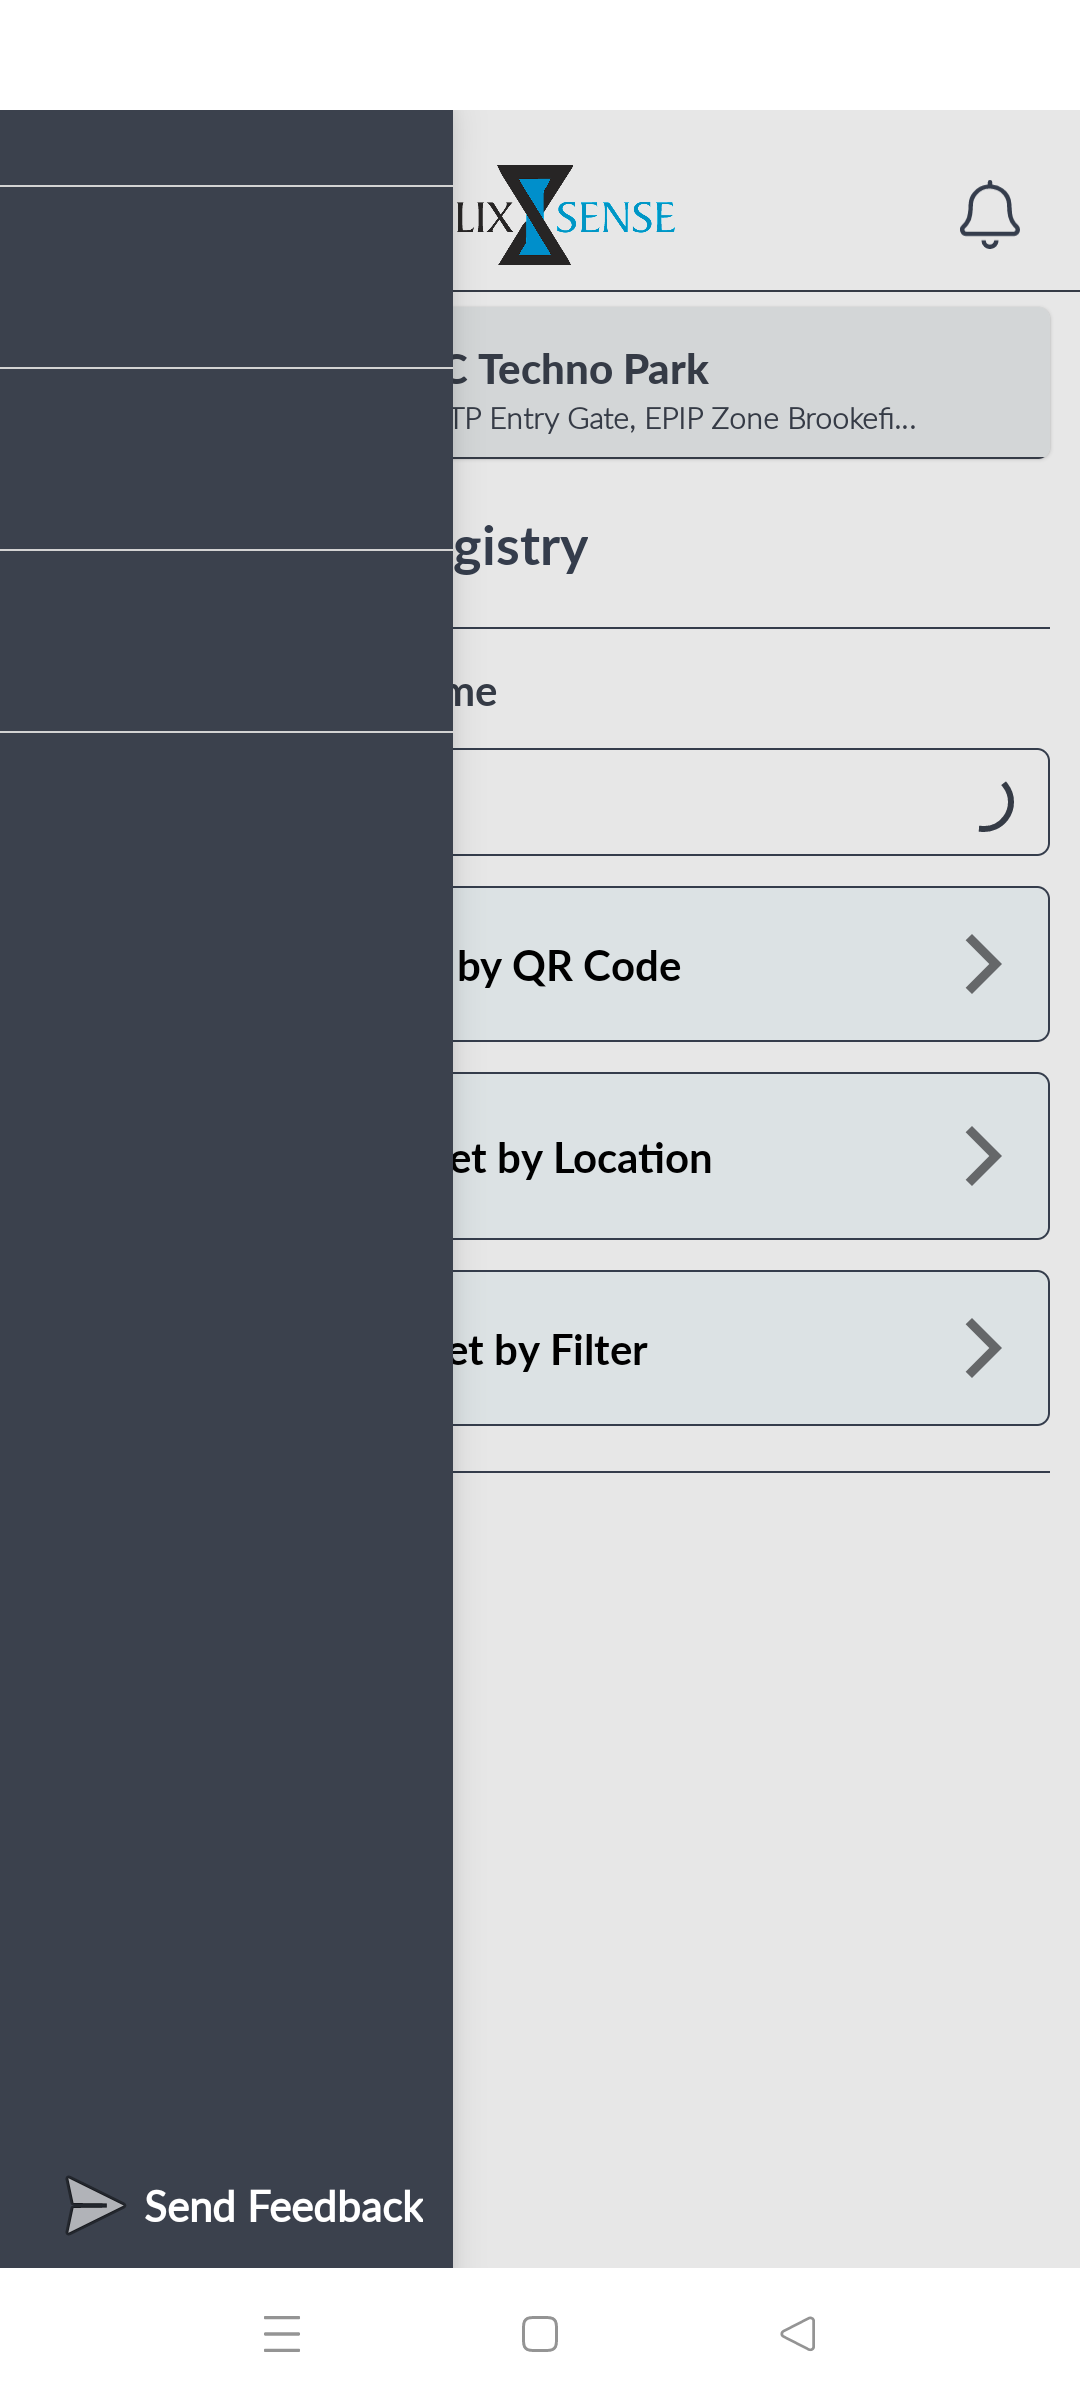 LIX SENSE
C Techno Park
TP Entry Gate, EPIP Zone Brookefi...
gistry
me
by QR Code
et by Location
et by Filter
Send Feedback